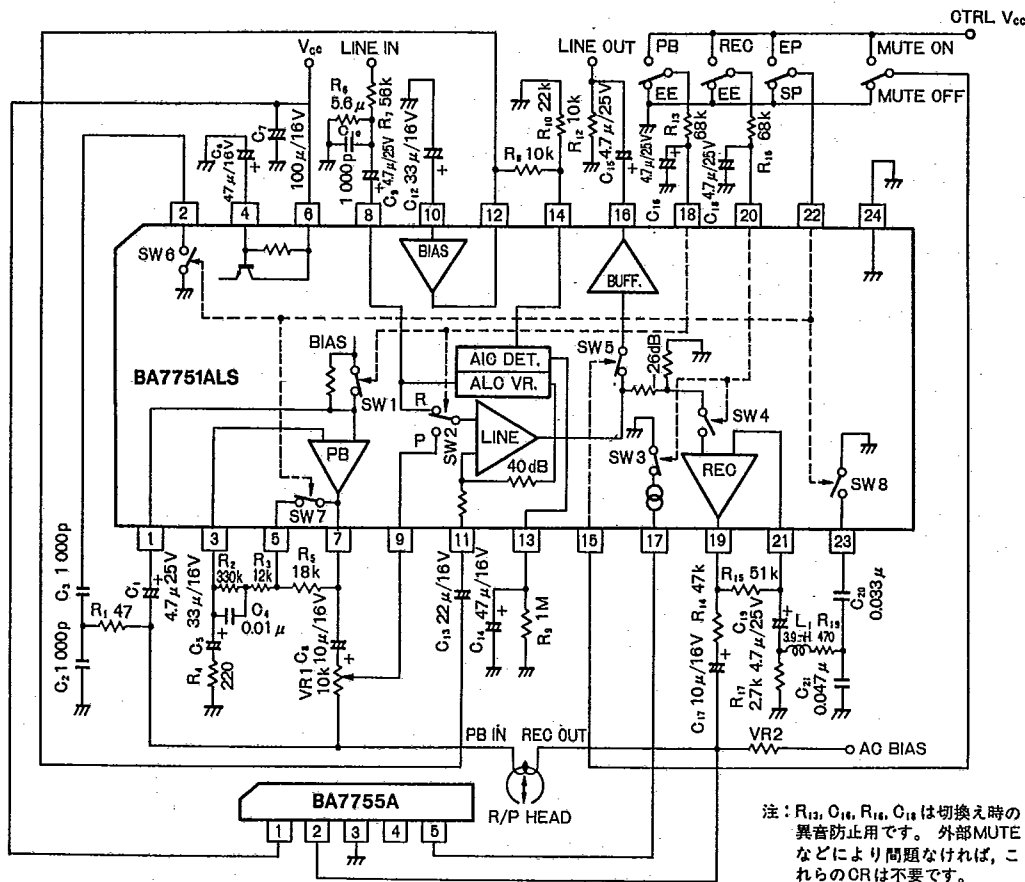 CTRL Vcc
Vcc
LINE IN
LINE OUT
PB
REC
EP
MUTE ON
EE
EE
SP
MUTE OFF
R6
5.6μ
R7 56k
C10
1000p
C9 4.7μ/25V
C12 33μ/16V
C7
100μ/16V
C6
47μ/16V
R8 10k
R10 22k
R12 10k
C15 4.7μ/25V
R13
68k
4.7μ/25V
C16
68k
R16
C18 4.7μ/25V
2
4
6
8
10
12
14
16
18
20
22
24
SW6
BIAS
BUFF.
BIAS
SW1
BA7751ALS
AIC DET.
ALC VR.
SW5
26dB
R
P
SW2
LINE
40dB
PB
SW7
SW3
SW4
REC
SW8
1
3
5
7
9
11
13
15
17
19
21
23
C3 1000p
R1 47
C2 1000p
C1
4.7μ 25V
R2
330k
R3
12k
R5
18k
C4
0.01μ
33μ/16V
C5
R4
220
C8
10μ/16V
VR1
10k
C13 22μ/16V
C14 47μ/16V
R9 1M
R14 47k
R15 51k
C17 10μ/16V
C19
4.7μ/25V
R17
2.7k
L1
3.9mH
R19
470
C20
0.033μ
C21
0.047μ
PB IN
REC OUT
VR2
AC BIAS
R/P HEAD
BA7755A
1
2
3
4
5
注：R13, C16, R16, C18 は切換え時の
異音防止用です。 外部MUTE
などにより問題なければ，こ
れらのCRは不要です。